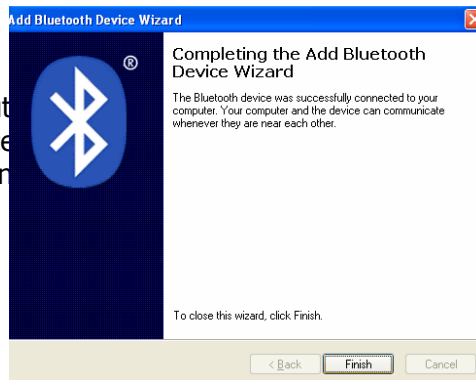 Add Bluetooth Device Wizard
®
Completing the Add Bluetooth
Device Wizard
The Bluetooth device was successfully connected to your
computer. Your computer and the device can communicate
whenever they are near each other.
To close this wizard, click Finish.
< Back
Finish
Cancel